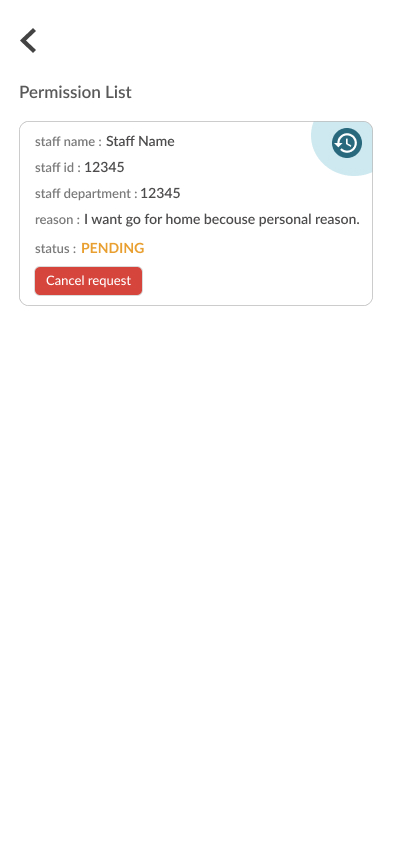 Permission List
staff name : Staff Name
staff id : 12345
staff department : 12345
reason : I want go for home becouse personal reason.
status : PENDING
Cancel request